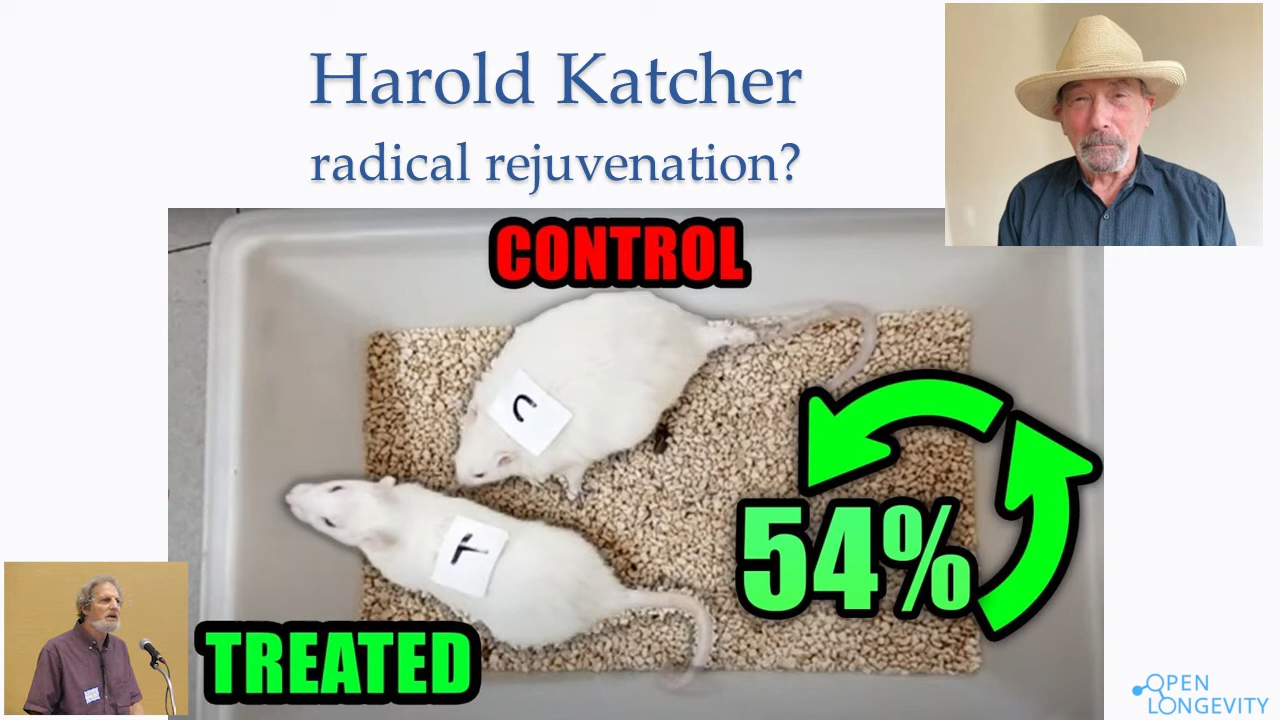 Harold Katcher
radical rejuvenation?
CONTROL
C
T
54%
TREATED
OPEN
LONGEVITY